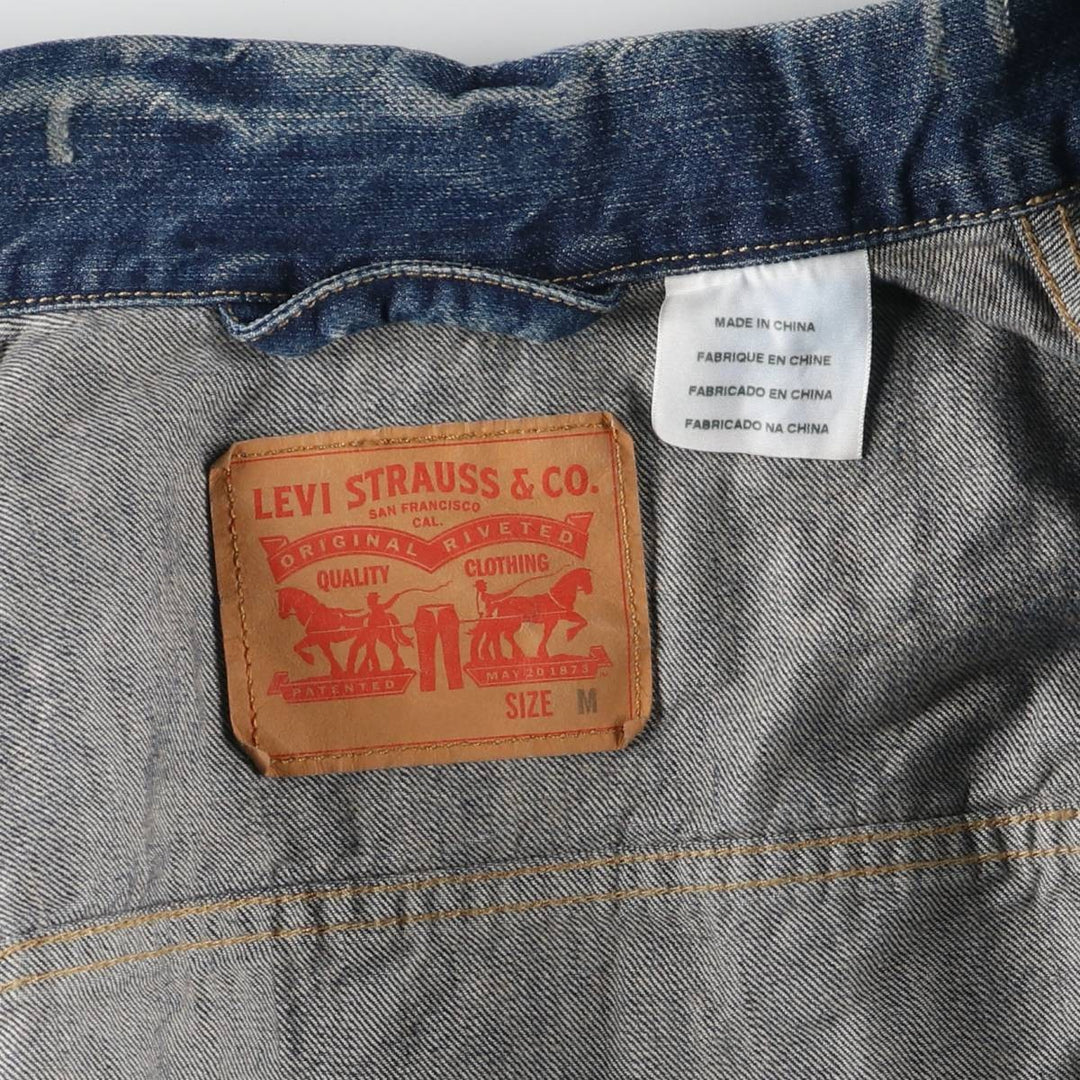 LEVI STRAUSS & CO.
SAN FRANCISCO
CAL.
ORIGINAL RIVETED
QUALITY CLOTHING
PATENTED MAY 20 1873
SIZE M
MADE IN CHINA
FABRIQUE EN CHINE
FABRICADO EN CHINA
FABRICADO NA CHINA